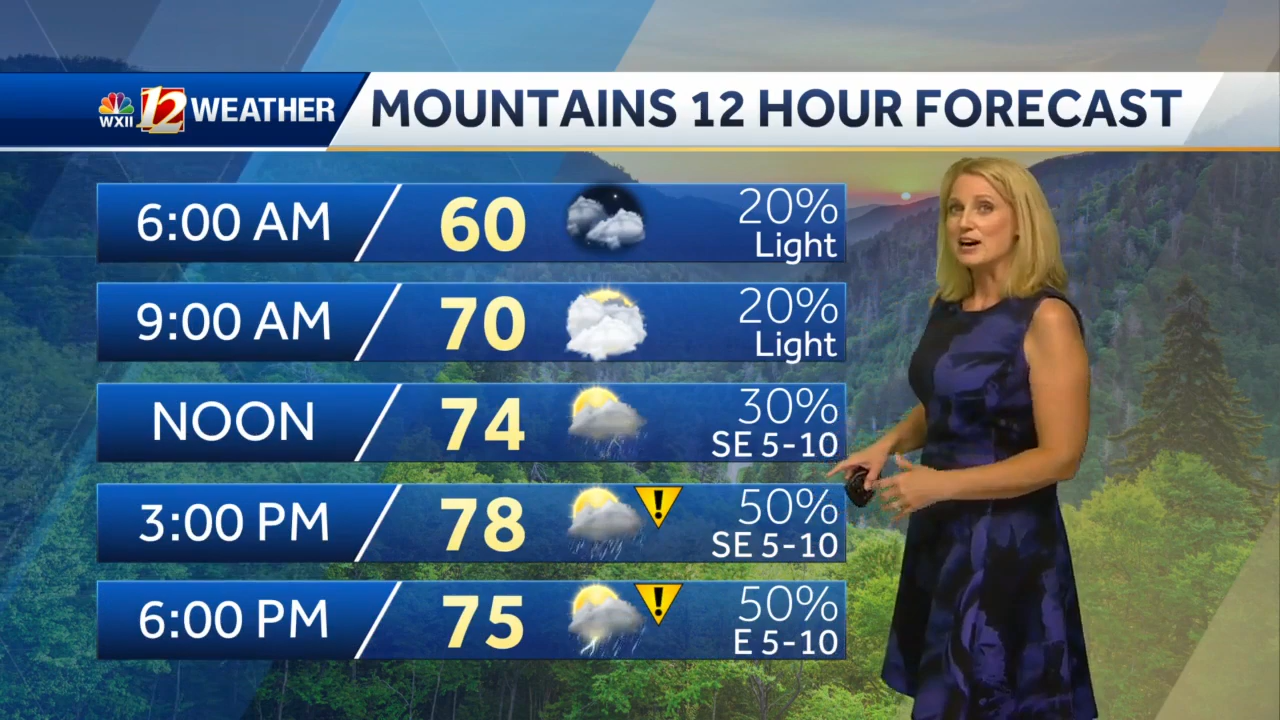 WXII 12 WEATHER
MOUNTAINS 12 HOUR FORECAST
6:00 AM 60 20%
Light
9:00 AM 70 20%
Light
NOON 74 30%
SE 5-10
3:00 PM 78 ! 50%
SE 5-10
6:00 PM 75 ! 50%
E 5-10